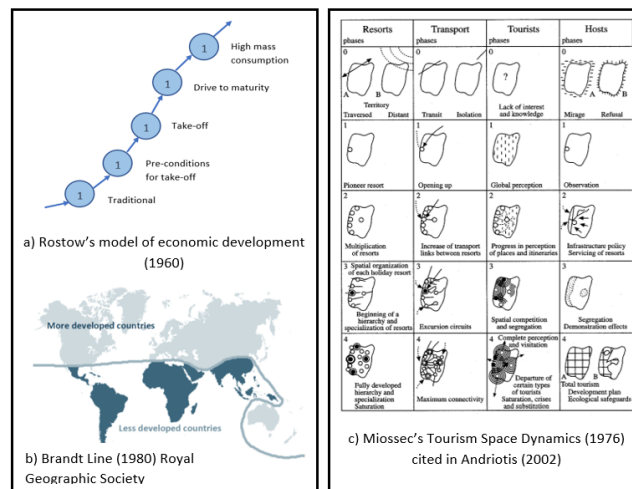 1
High mass
consumption
1
Drive to maturity
1
Take-off
1
Pre-conditions
for take-off
1
Traditional
a) Rostow's model of economic development
(1960)
More developed countries
Less developed countries
b) Brandt Line (1980) Royal
Geographic Society
Resorts Transport Tourists Hosts
phases phases phases phases
0 0 0 0
A B ? A B
Territory
Traversed Distant
Transit Isolation
Lack of interest
and knowledge
Mirage Refusal
1 1 1 1
Pioneer resort
Opening up
Global perception
Observation
2 2 2 2
Multiplication
of resorts
Increase of transport
links between resorts
Progress in perception
of places and itineraries
Infrastructure policy
Servicing of resorts
3 Spatial organization
of each holiday resort
3 3 3
Beginning of a
hierarchy and
specialization of resorts
Excursion circuits
Spatial competition
and segregation
Segregation
Demonstration effects
4 4
4 Complete perception
and visitation
4
A B
Fully developed
hierarchy and
specialization
Saturation
Maximum connectivity
Departure of
certain types
of tourists
Saturation, crises
and substitution
Total tourism
Development plan
Ecological safeguards
c) Miossec's Tourism Space Dynamics (1976)
cited in Andriotis (2002)